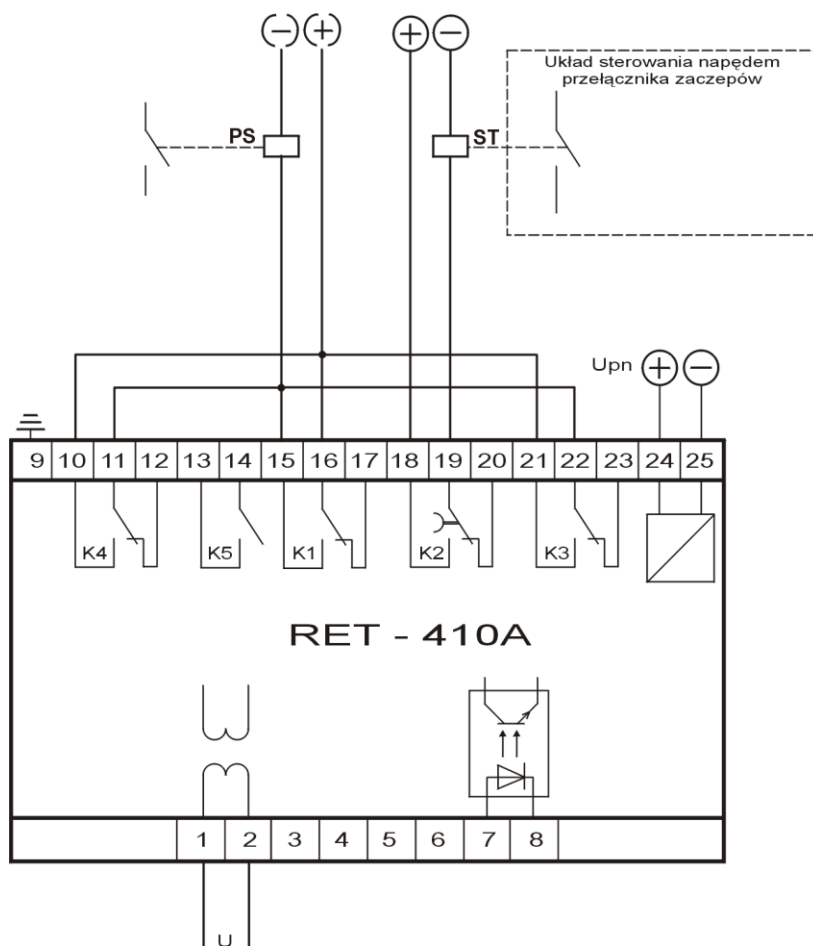 (−) (+) + −
Układ sterowania napędem
przełącznika zaczepów
PS
ST
Upn + −
9 10 11 12 13 14 15 16 17 18 19 20 21 22 23 24 25
K4 K5 K1 K2 K3
RET - 410A
1 2 3 4 5 6 7 8
U